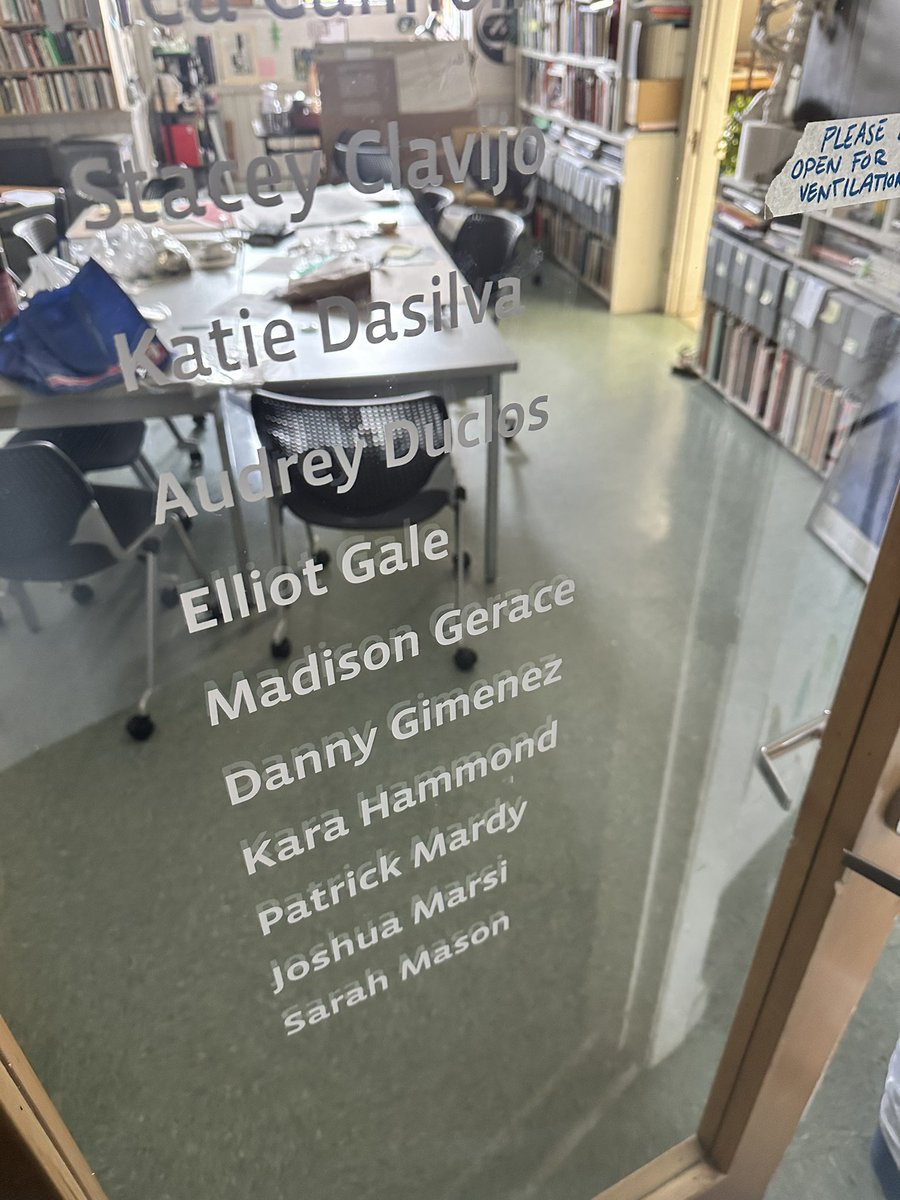 Stacey Clavijo
Katie Dasilva
Audrey Duclos
Elliot Gale
Madison Gerace
Danny Gimenez
Kara Hammond
Patrick Mardy
Joshua Marsi
Sarah Mason
PLEASE
OPEN FOR
VENTILATION